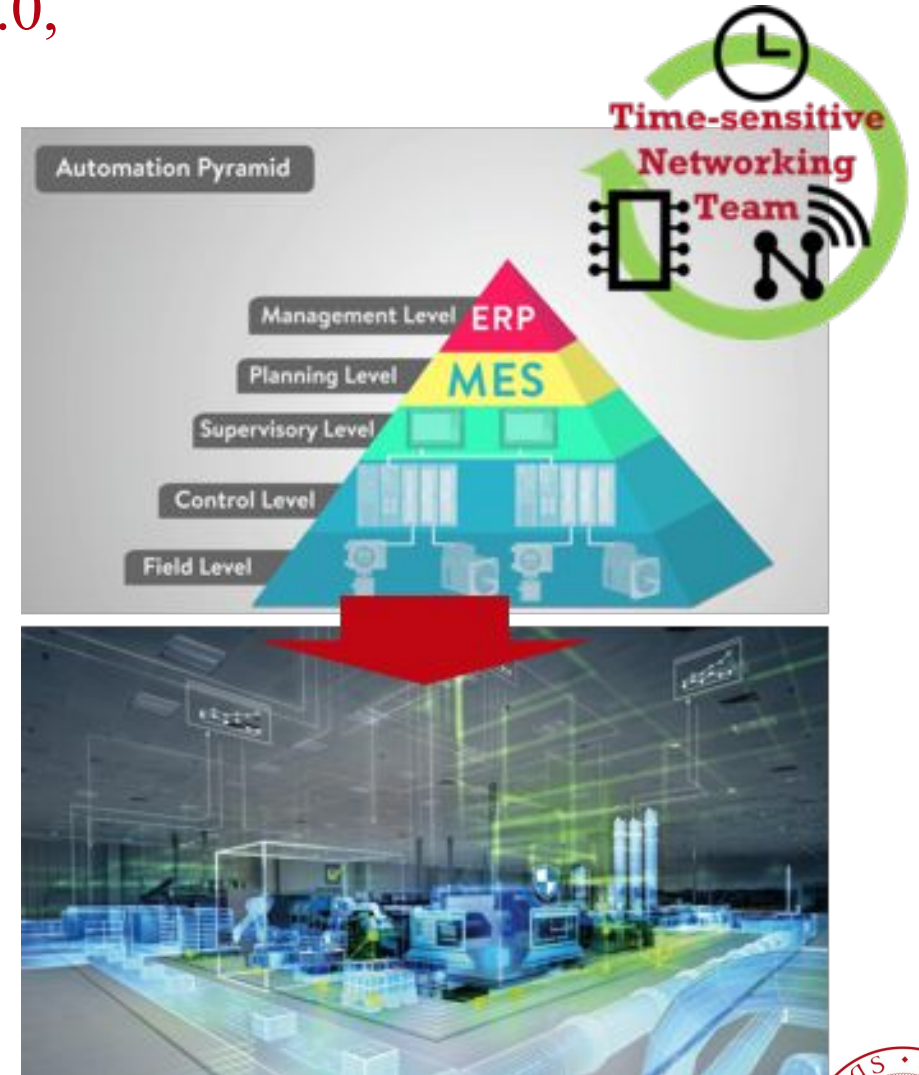 .0,
Time-sensitive
Networking
Team
N
Automation Pyramid
Management Level
ERP
Planning Level
MES
Supervisory Level
Control Level
Field Level